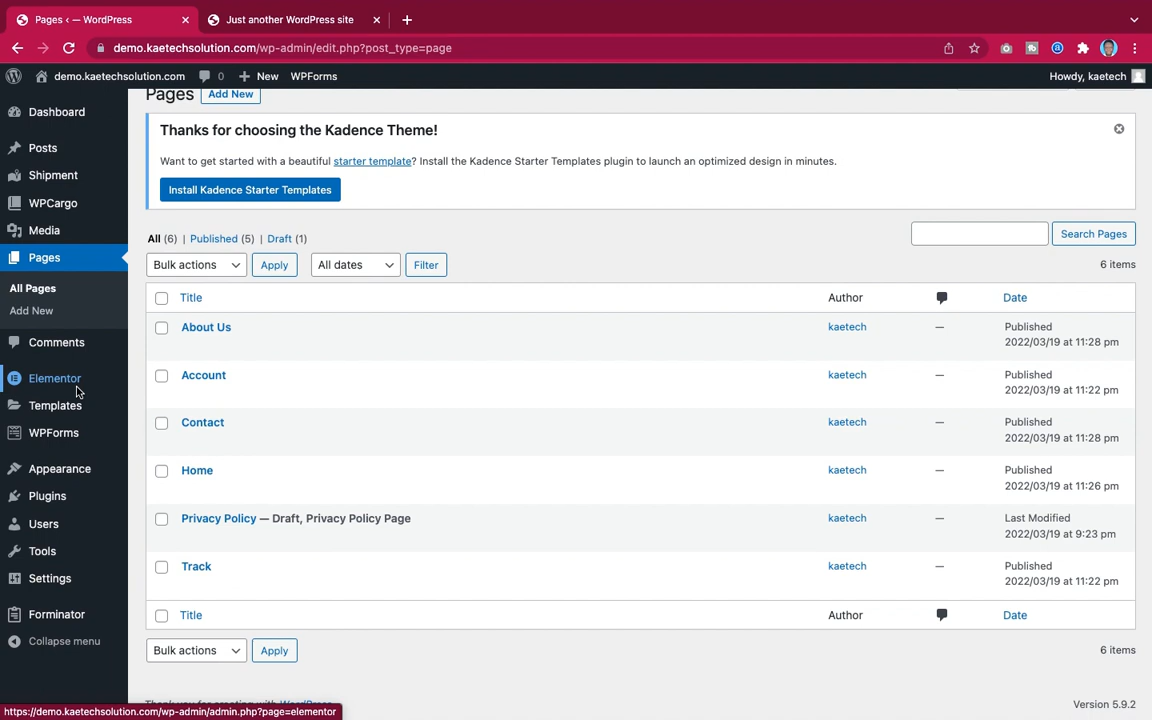 Pages ‹ — WordPress
Just another WordPress site
demo.kaetechsolution.com/wp-admin/edit.php?post_type=page
demo.kaetechsolution.com 0 New WPForms Howdy, kaetech
Dashboard
Posts
Shipment
WPCargo
Media
Pages
All Pages
Add New
Comments
Elementor
Templates
WPForms
Appearance
Plugins
Users
Tools
Settings
Forminator
Collapse menu
https://demo.kaetechsolution.com/wp-admin/admin.php?page=elementor
Pages Add New
Thanks for choosing the Kadence Theme!
Want to get started with a beautiful starter template? Install the Kadence Starter Templates plugin to launch an optimized design in minutes.
Install Kadence Starter Templates
All (6) | Published (5) | Draft (1)
Search Pages
Bulk actions Apply All dates Filter 6 items
Title Author Date
About Us kaetech — Published
2022/03/19 at 11:28 pm
Account kaetech — Published
2022/03/19 at 11:22 pm
Contact kaetech — Published
2022/03/19 at 11:28 pm
Home kaetech — Published
2022/03/19 at 11:26 pm
Privacy Policy — Draft, Privacy Policy Page kaetech — Last Modified
2022/03/19 at 9:23 pm
Track kaetech — Published
2022/03/19 at 11:22 pm
Title Author Date
Bulk actions Apply 6 items
Thank you for creating with WordPress.
Version 5.9.2